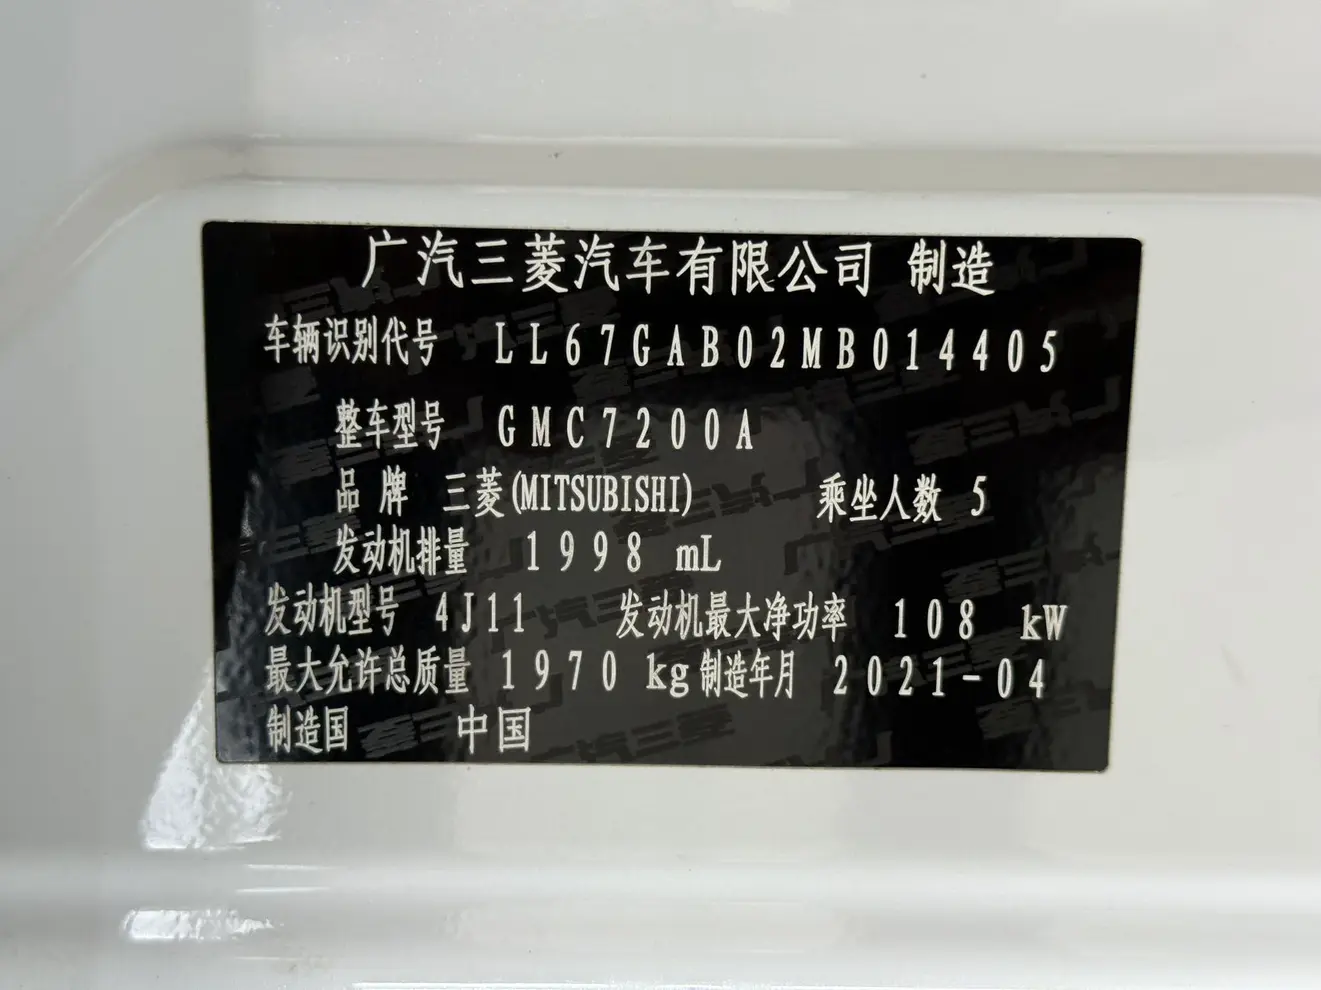 广汽三菱汽车有限公司 制造
车辆识别代号 LL67GAB02MB014405
整车型号 GMC7200A
品牌 三菱(MITSUBISHI) 乘坐人数 5
发动机排量 1998 mL
发动机型号 4J11 发动机最大净功率 108 kW
最大允许总质量 1970 kg 制造年月 2021-04
制造国 中国